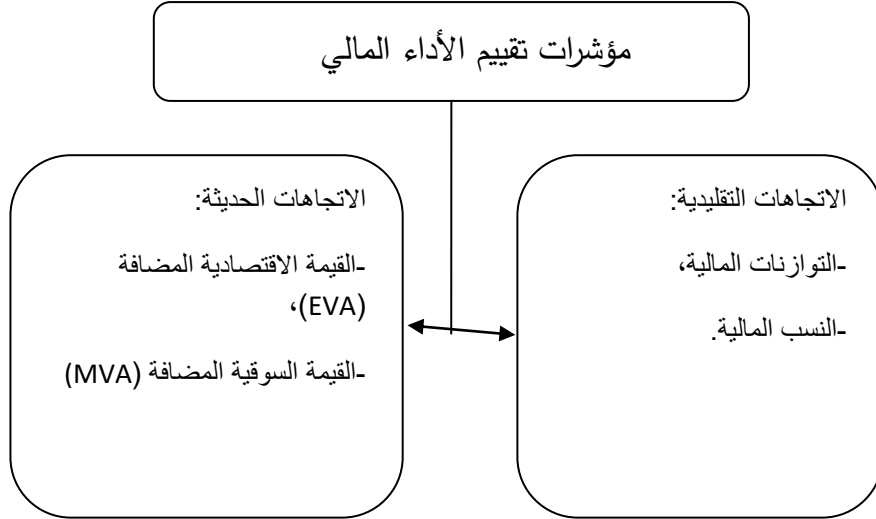 مؤشرات تقييم الأداء المالي
الاتجاهات التقليدية:
-التوازنات المالية،
-النسب المالية.
الاتجاهات الحديثة:
-القيمة الاقتصادية المضافة
(EVA)،
-القيمة السوقية المضافة (MVA)